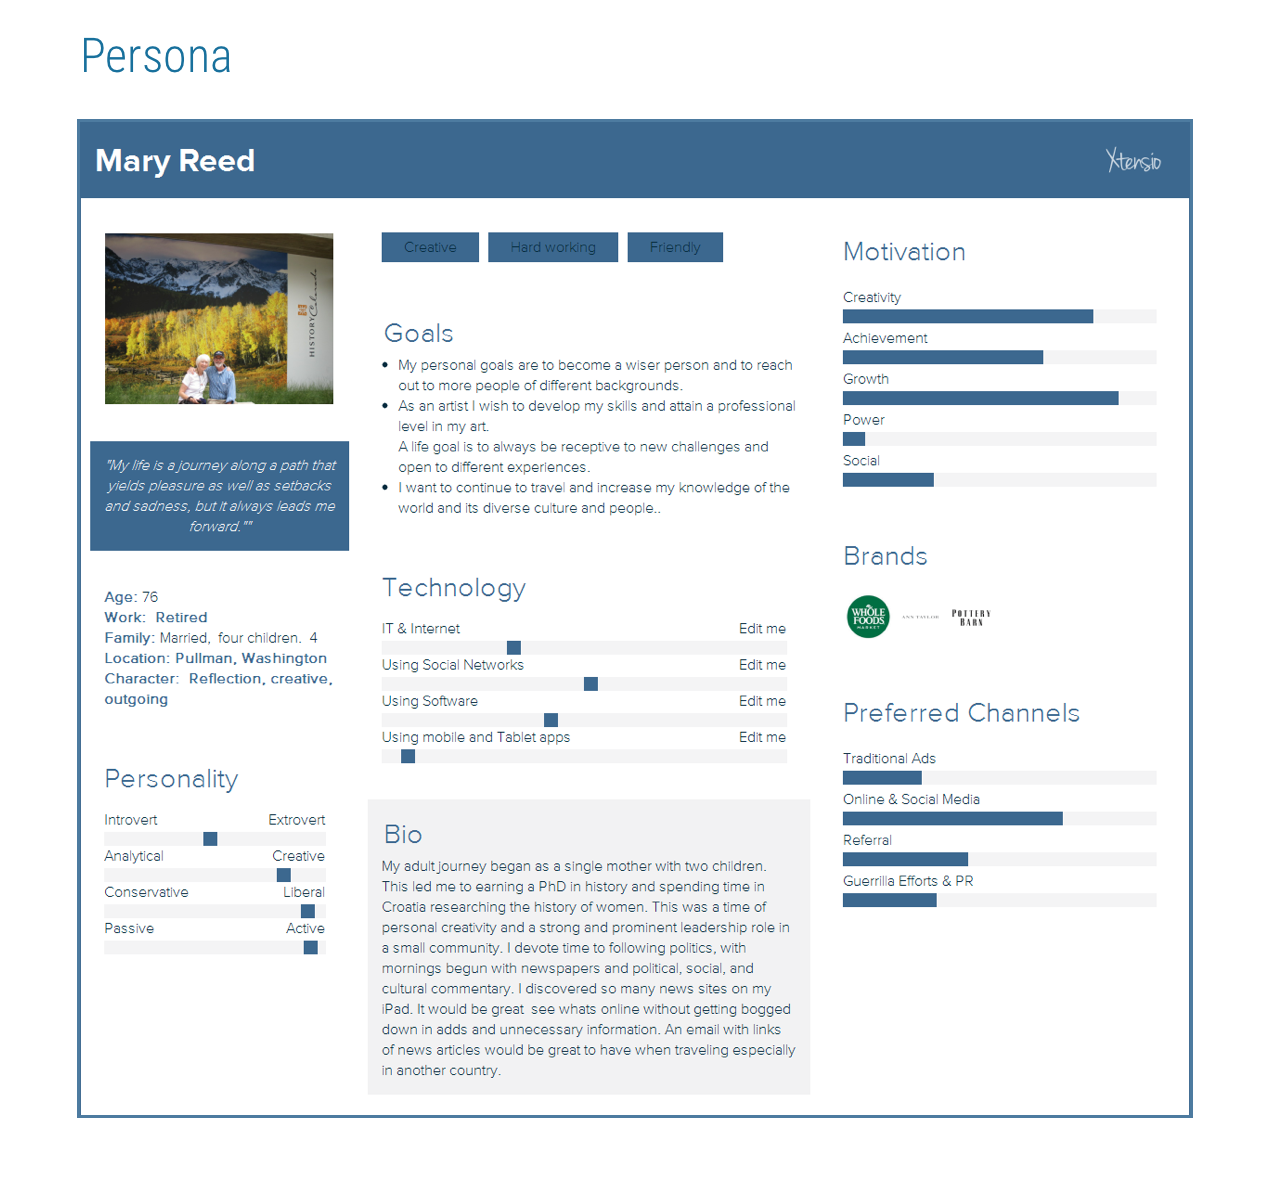 Persona
Mary Reed
Xtensio
HISTORY Colorado
"My life is a journey along a path that
yields pleasure as well as setbacks
and sadness, but it always leads me
forward.""
Age: 76
Work:  Retired
Family: Married,  four children.  4
Location: Pullman, Washington
Character:  Reflection, creative,
outgoing
Personality
Introvert Extrovert
Analytical Creative
Conservative Liberal
Passive Active
Creative Hard working Friendly
Goals
• My personal goals are to become a wiser person and to reach
out to more people of different backgrounds.
• As an artist I wish to develop my skills and attain a professional
level in my art.
A life goal is to always be receptive to new challenges and
open to different experiences.
• I want to continue to travel and increase my knowledge of the
world and its diverse culture and people..
Technology
IT & Internet Edit me
Using Social Networks Edit me
Using Software Edit me
Using mobile and Tablet apps Edit me
Bio
My adult journey began as a single mother with two children.
This led me to earning a PhD in history and spending time in
Croatia researching the history of women. This was a time of
personal creativity and a strong and prominent leadership role in
a small community. I devote time to following politics, with
mornings begun with newspapers and political, social, and
cultural commentary. I discovered so many news sites on my
iPad. It would be great  see whats online without getting bogged
down in adds and unnecessary information. An email with links
of news articles would be great to have when traveling especially
in another country.
Motivation
Creativity
Achievement
Growth
Power
Social
Brands
WHOLE
FOODS
MARKET
ANN TAYLOR
POTTERY
BARN
Preferred Channels
Traditional Ads
Online & Social Media
Referral
Guerrilla Efforts & PR